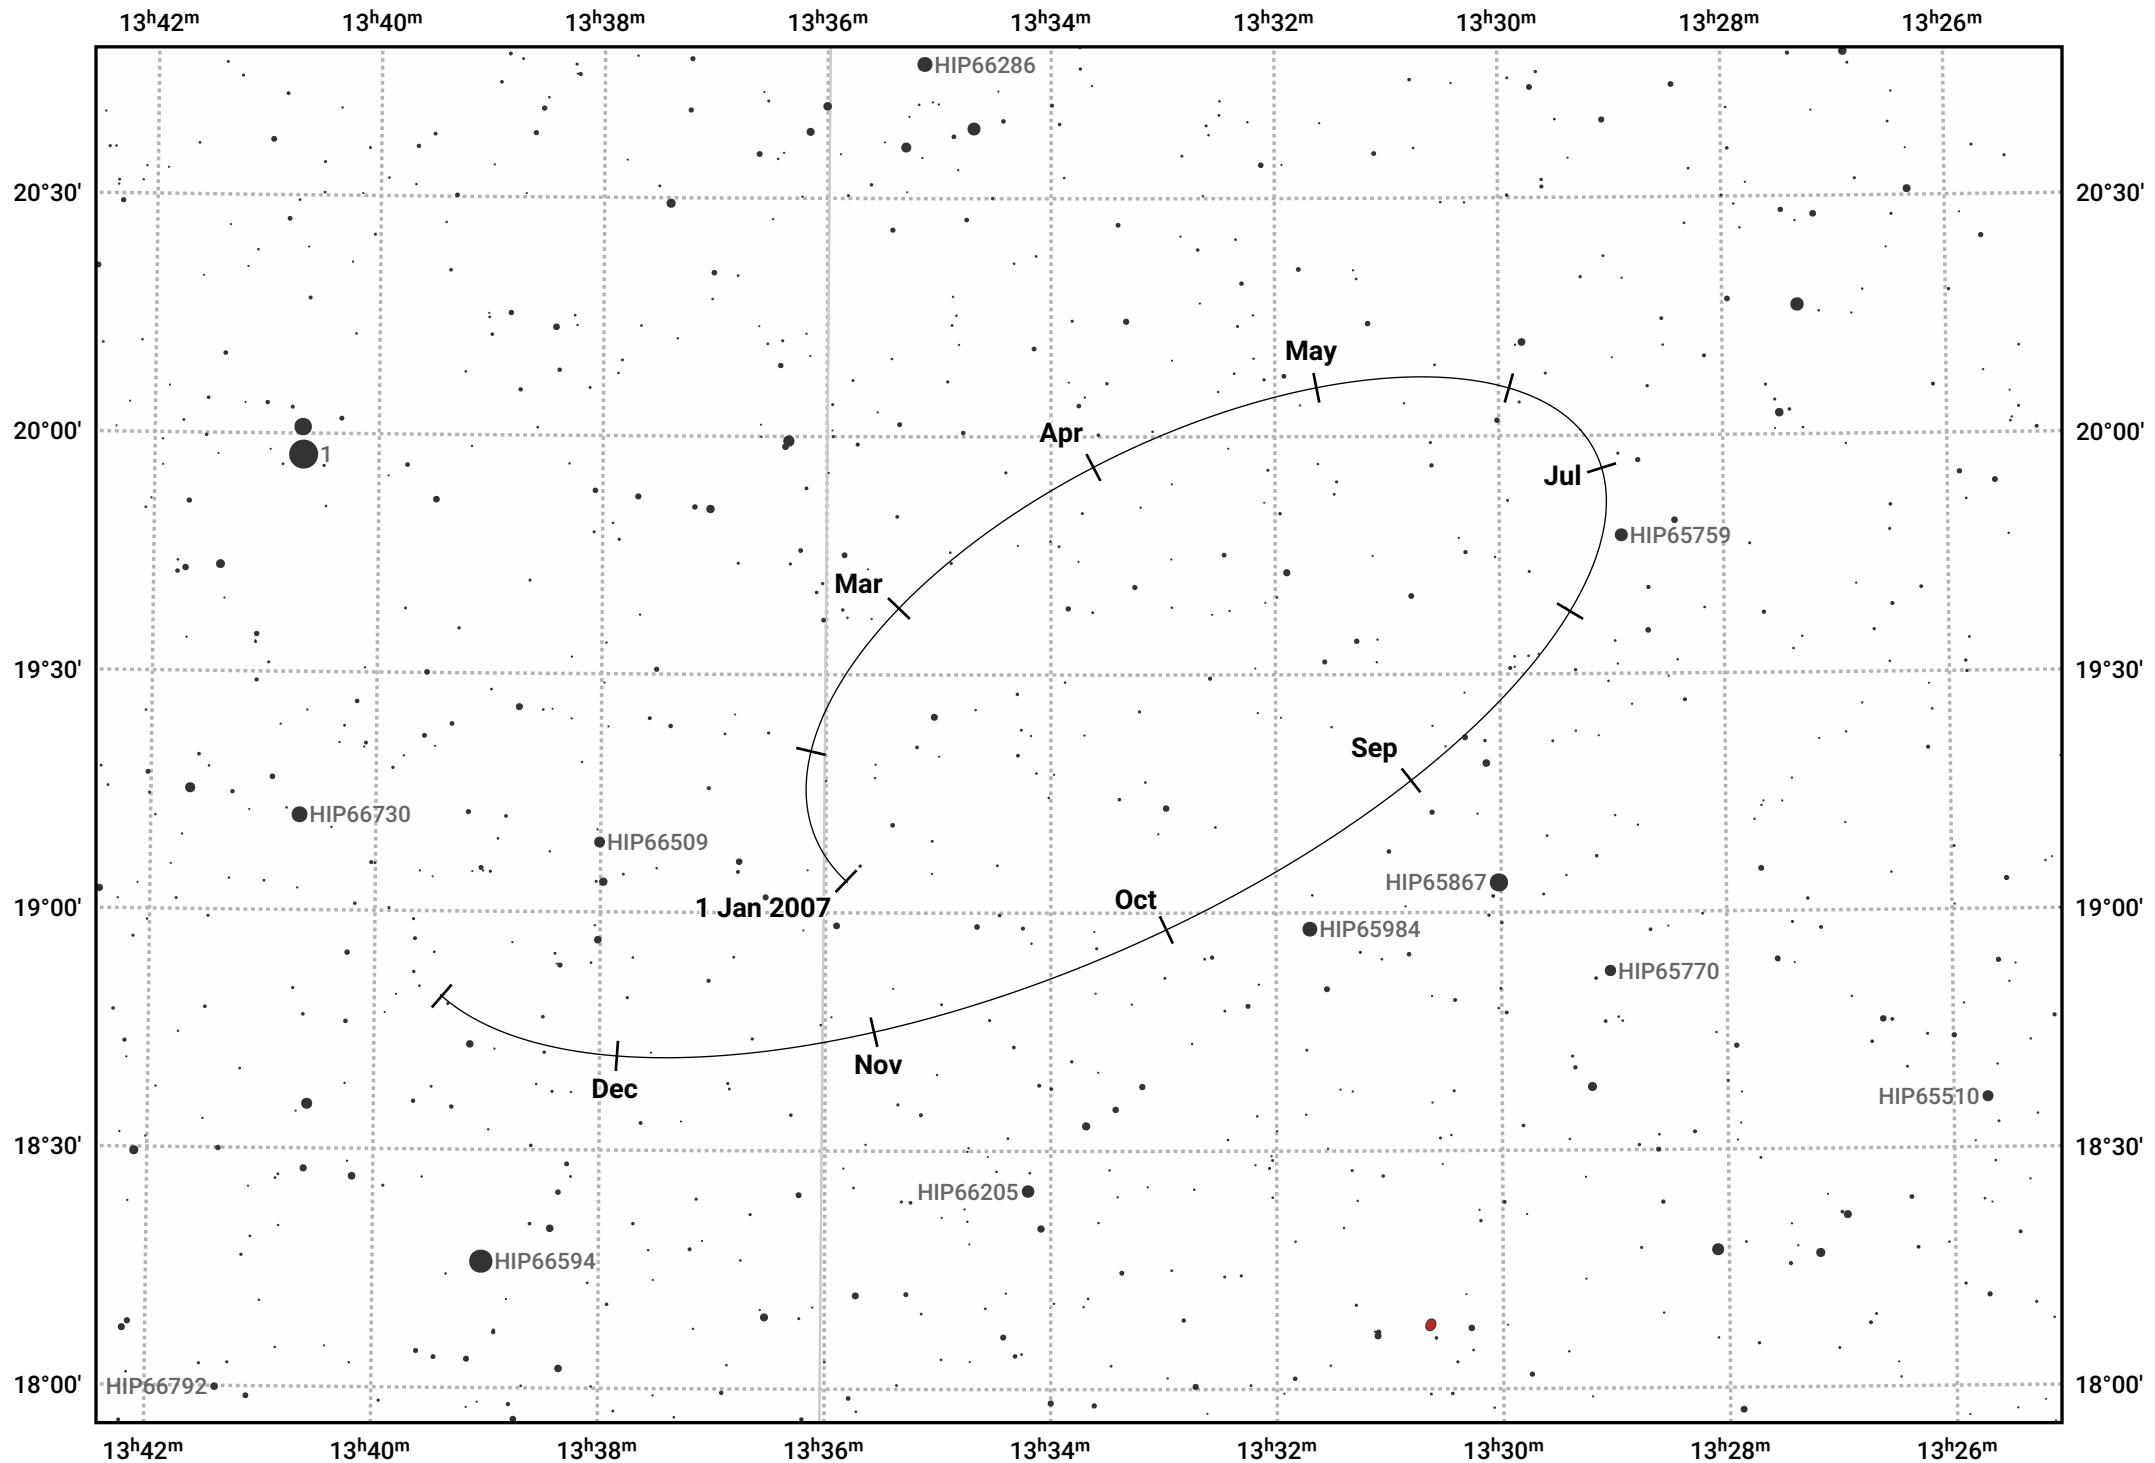 13ʰ42ᵐ 13ʰ40ᵐ 13ʰ38ᵐ 13ʰ36ᵐ 13ʰ34ᵐ 13ʰ32ᵐ 13ʰ30ᵐ 13ʰ28ᵐ 13ʰ26ᵐ
HIP66286
20°30' 20°30'
May
Apr
20°00' 20°00'
1
Jul
HIP65759
Mar
19°30' 19°30'
Sep
HIP66730
HIP66509
HIP65867
Oct
1 Jan 2007
19°00' 19°00'
HIP65984
HIP65770
Nov
Dec
HIP65510
18°30' 18°30'
HIP66205
HIP66594
18°00' 18°00'
HIP66792
13ʰ42ᵐ 13ʰ40ᵐ 13ʰ38ᵐ 13ʰ36ᵐ 13ʰ34ᵐ 13ʰ32ᵐ 13ʰ30ᵐ 13ʰ28ᵐ 13ʰ26ᵐ